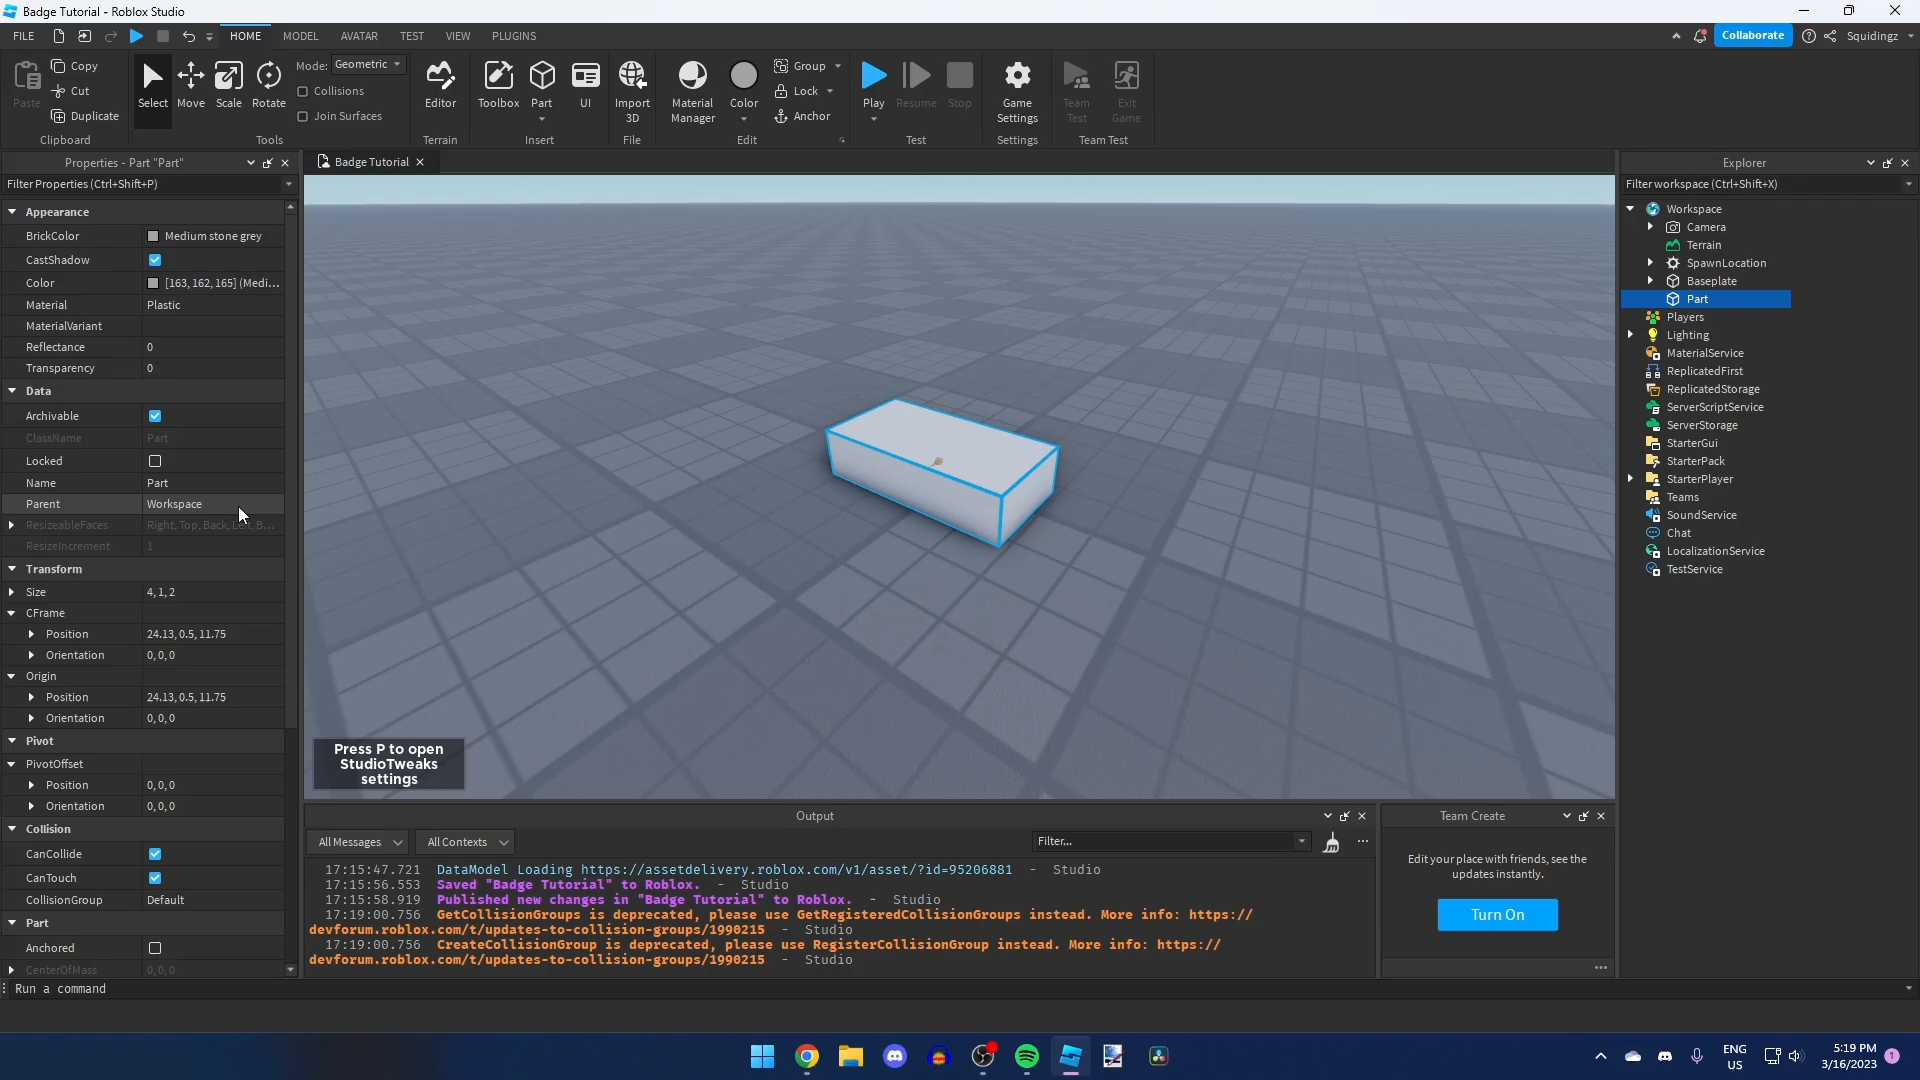 Badge Tutorial - Roblox Studio
FILE HOME MODEL AVATAR TEST VIEW PLUGINS Collaborate Squidingz
Paste Copy Cut Duplicate Clipboard
Select Move Scale Rotate Mode: Geometric Collisions Join Surfaces Tools
Editor Terrain
Toolbox Part UI Insert
Import 3D File
Material Manager Color Group Lock Anchor Edit
Play Resume Stop Test
Game Settings Settings
Team Test Exit Game Team Test
Properties - Part "Part"
Filter Properties (Ctrl+Shift+P)
Appearance
BrickColor Medium stone grey
CastShadow
Color [163, 162, 165] (Medi...
Material Plastic
MaterialVariant
Reflectance 0
Transparency 0
Data
Archivable
ClassName Part
Locked
Name Part
Parent Workspace
ResizeableFaces Right, Top, Back, Left, B...
ResizeIncrement 1
Transform
Size 4, 1, 2
CFrame
Position 24.13, 0.5, 11.75
Orientation 0, 0, 0
Origin
Position 24.13, 0.5, 11.75
Orientation 0, 0, 0
Pivot
PivotOffset
Position 0, 0, 0
Orientation 0, 0, 0
Collision
CanCollide
CanTouch
CollisionGroup Default
Part
Anchored
CenterOfMass 0, 0, 0
Badge Tutorial
Press P to open
StudioTweaks
settings
Output
All Messages All Contexts Filter...
17:15:47.721 DataModel Loading https://assetdelivery.roblox.com/v1/asset/?id=95206881 - Studio
17:15:56.553 Saved "Badge Tutorial" to Roblox. - Studio
17:15:58.919 Published new changes in "Badge Tutorial" to Roblox. - Studio
17:19:00.756 GetCollisionGroups is deprecated, please use GetRegisteredCollisionGroups instead. More info: https://
devforum.roblox.com/t/updates-to-collision-groups/1990215 - Studio
17:19:00.756 CreateCollisionGroup is deprecated, please use RegisterCollisionGroup instead. More info: https://
devforum.roblox.com/t/updates-to-collision-groups/1990215 - Studio
Team Create
Edit your place with friends, see the
updates instantly.
Turn On
Explorer
Filter workspace (Ctrl+Shift+X)
Workspace
Camera
Terrain
SpawnLocation
Baseplate
Part
Players
Lighting
MaterialService
ReplicatedFirst
ReplicatedStorage
ServerScriptService
ServerStorage
StarterGui
StarterPack
StarterPlayer
Teams
SoundService
Chat
LocalizationService
TestService
Run a command
ENG
US
5:19 PM
3/16/2023
1